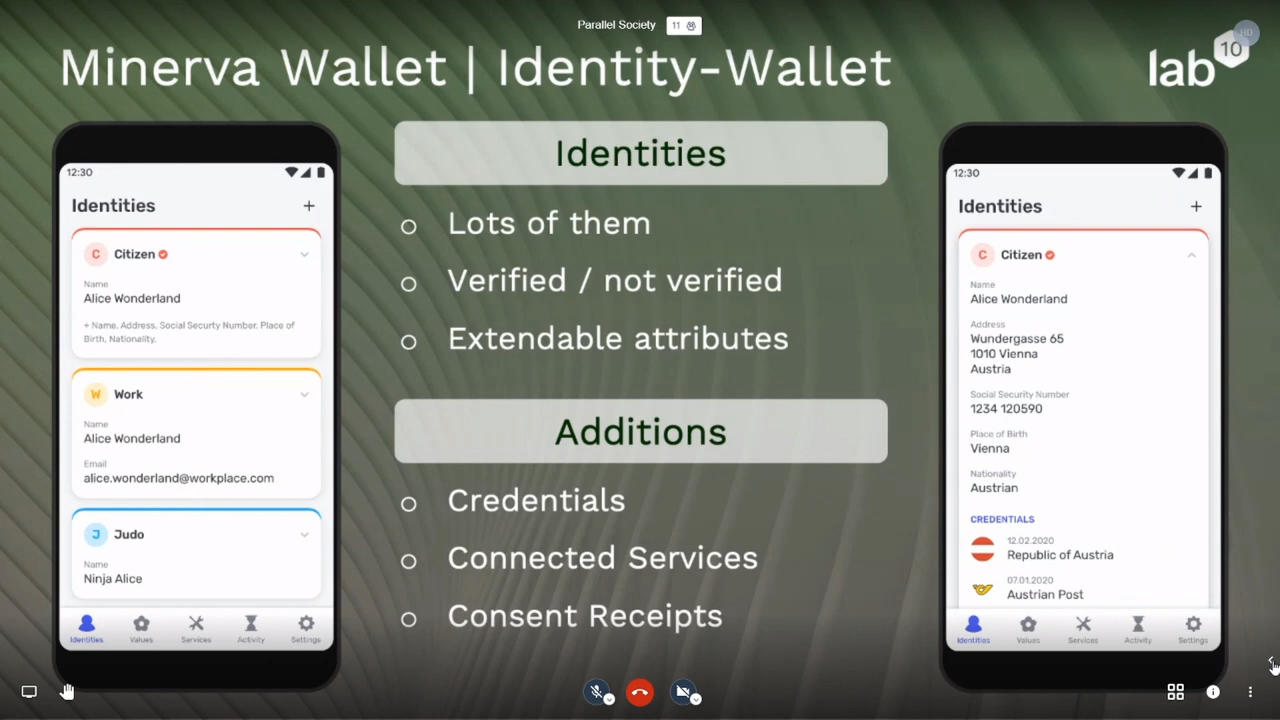 Parallel Society 11
HD
Minerva Wallet | Identity-Wallet
lab10
12:30
Identities +
C Citizen
Name
Alice Wonderland
+ Name, Address, Social Securty Number, Place of
Birth, Nationality,
W Work
Name
Alice Wonderland
Email
alice.wonderland@workplace.com
J Judo
Name
Ninja Alice
Identities Values Services Activity Settings
Identities
Lots of them
Verified / not verified
Extendable attributes
Additions
Credentials
Connected Services
Consent Receipts
12:30
Identities +
C Citizen
Name
Alice Wonderland
Address
Wundergasse 65
1010 Vienna
Austria
Social Security Number
1234 120590
Place of Birth
Vienna
Nationality
Austrian
CREDENTIALS
12.02.2020
Republic of Austria
07.01.2020
Austrian Post
Identities Values Services Activity Settings